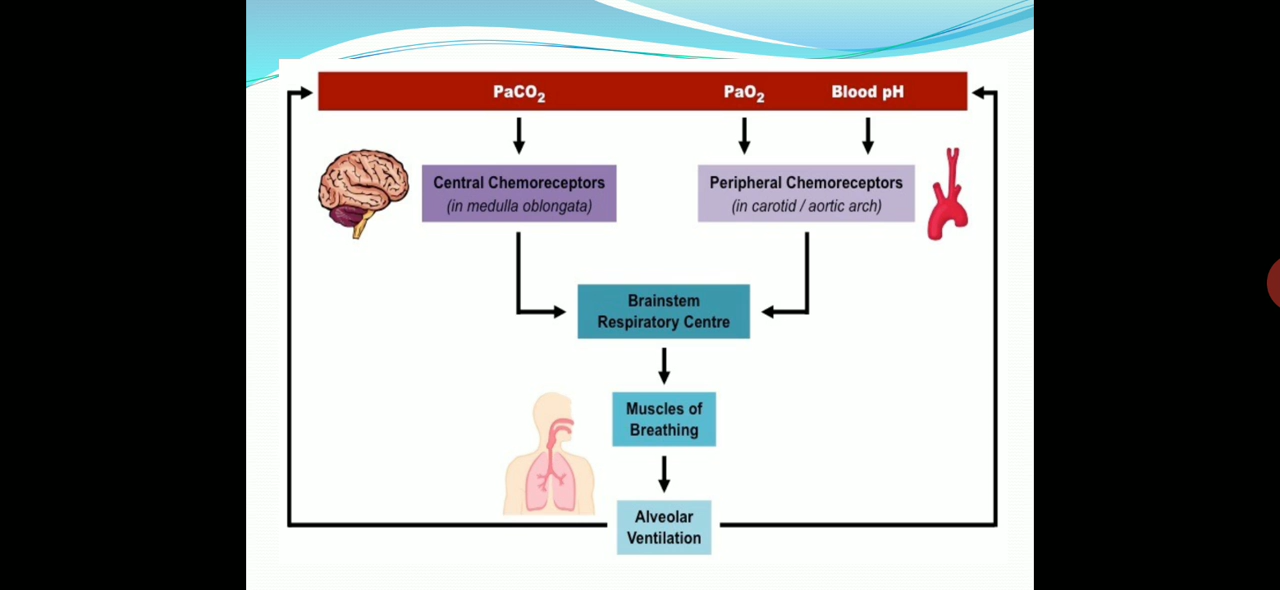 PaCO2 PaO2 Blood pH
Central Chemoreceptors
(in medulla oblongata)
Peripheral Chemoreceptors
(in carotid / aortic arch)
Brainstem
Respiratory Centre
Muscles of
Breathing
Alveolar
Ventilation